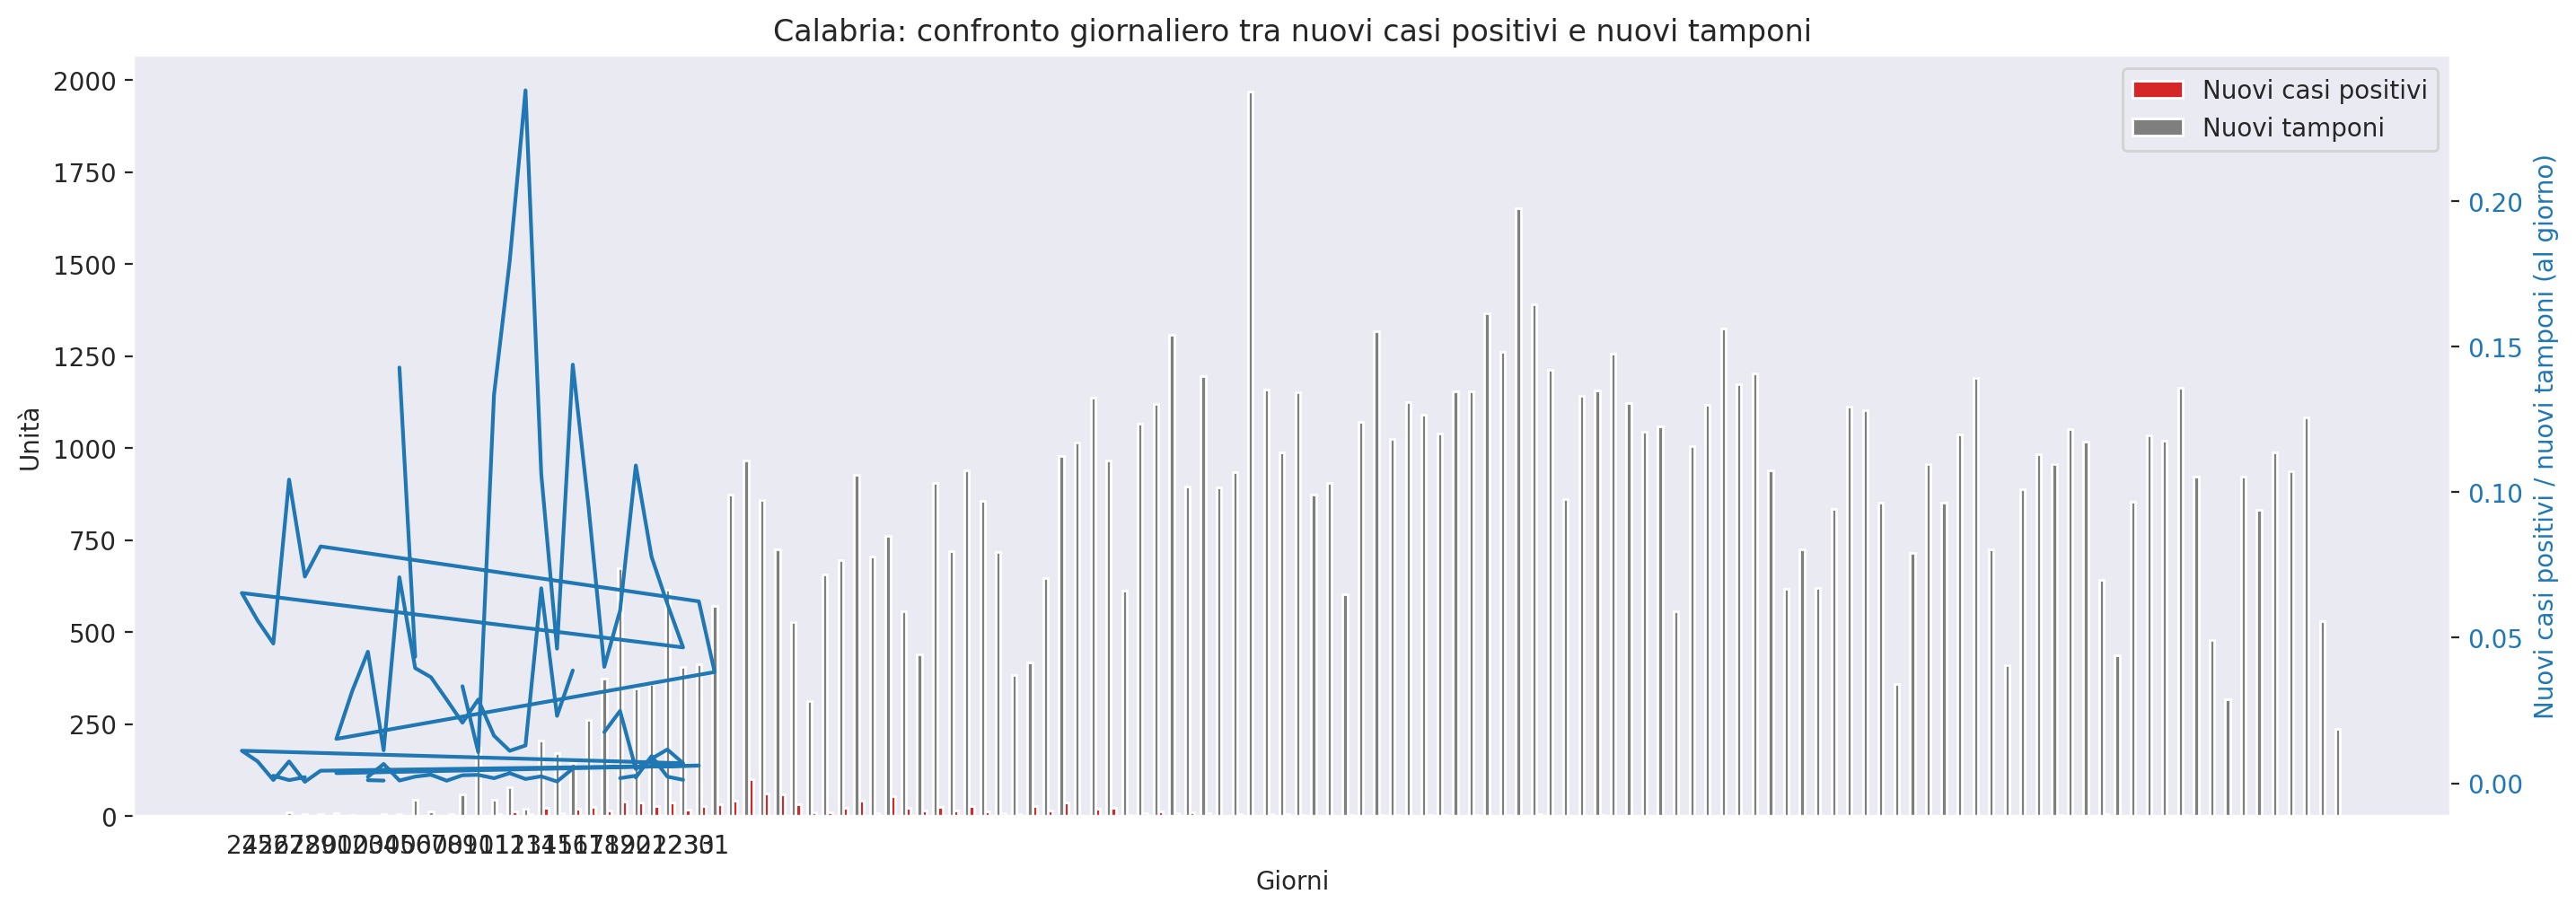 Calabria: confronto giornaliero tra nuovi casi positivi e nuovi tamponi
Nuovi casi positivi
Nuovi tamponi
2000
1750
1500
1250
1000
750
500
250
0
Unità
0.20
0.15
0.10
0.05
0.00
Nuovi casi positivi / nuovi tamponi (al giorno)
Giorni